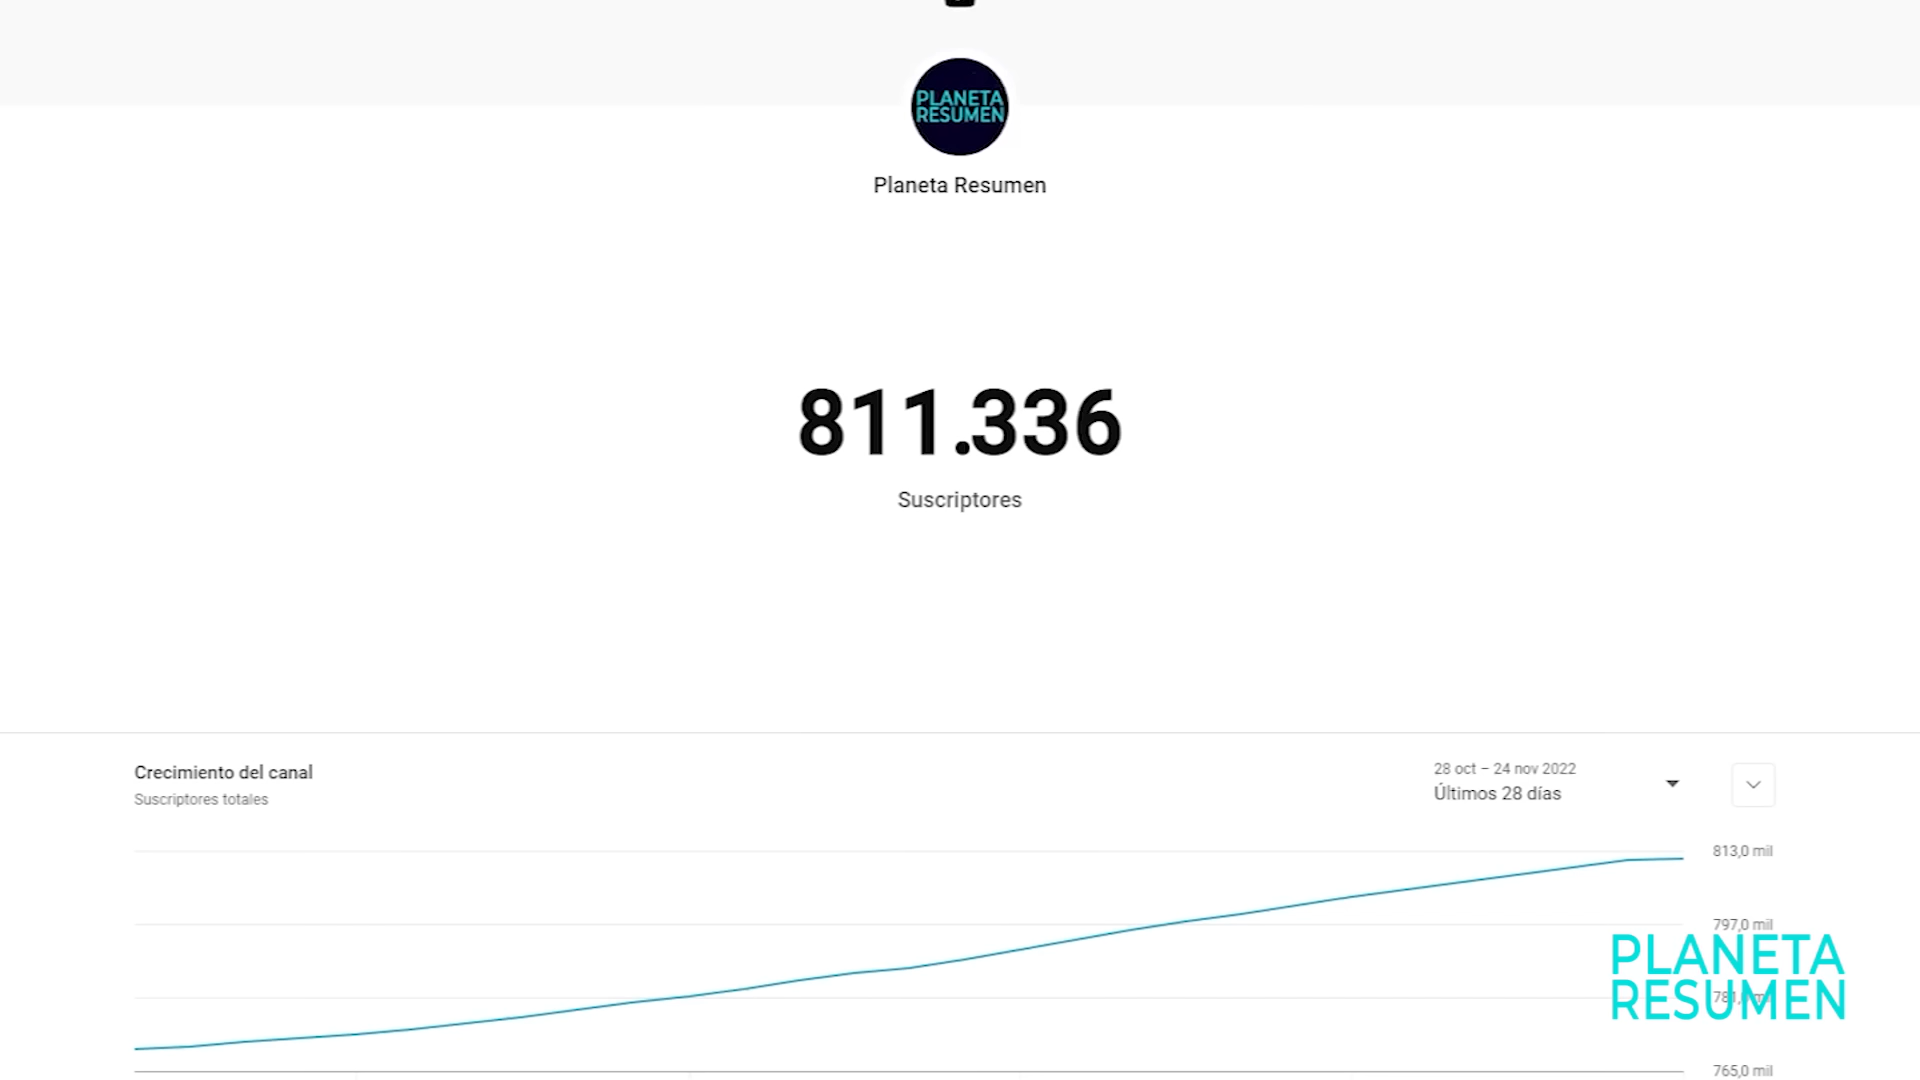 PLANETA
RESUMEN
Planeta Resumen
811.336
Suscriptores
Crecimiento del canal
Suscriptores totales
28 oct – 24 nov 2022
Últimos 28 días
813,0 mil
797,0 mil
PLANETA
RESUMEN
765,0 mil